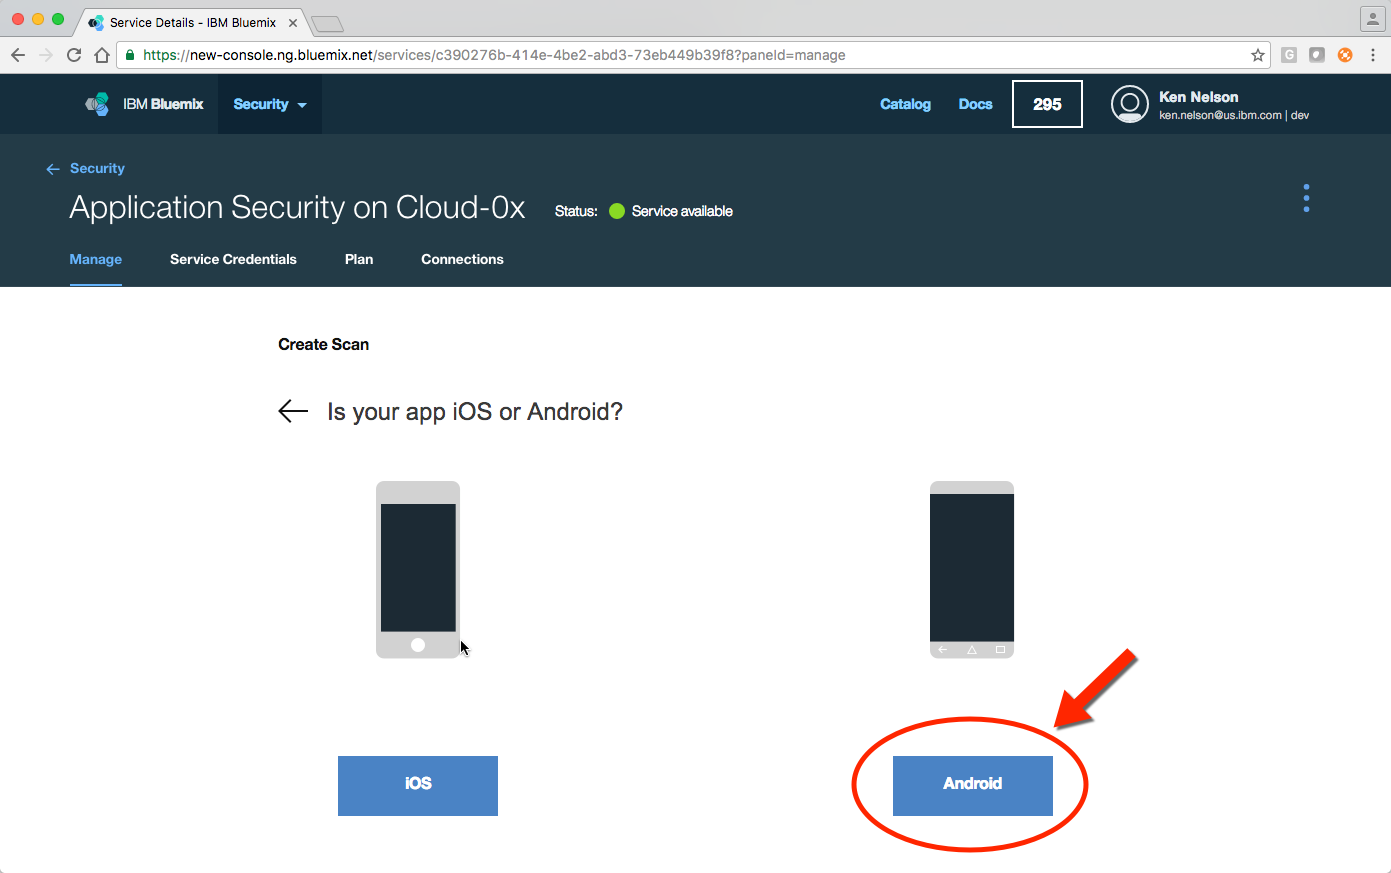 Service Details - IBM Bluemix
https://new-console.ng.bluemix.net/services/c390276b-414e-4be2-abd3-73eb449b39f8?paneId=manage
G
IBM Bluemix
Security
Catalog
Docs
295
Ken Nelson
ken.nelson@us.ibm.com | dev
Security
Application Security on Cloud-0x
Status:
Service available
Manage
Service Credentials
Plan
Connections
Create Scan
Is your app iOS or Android?
iOS
Android